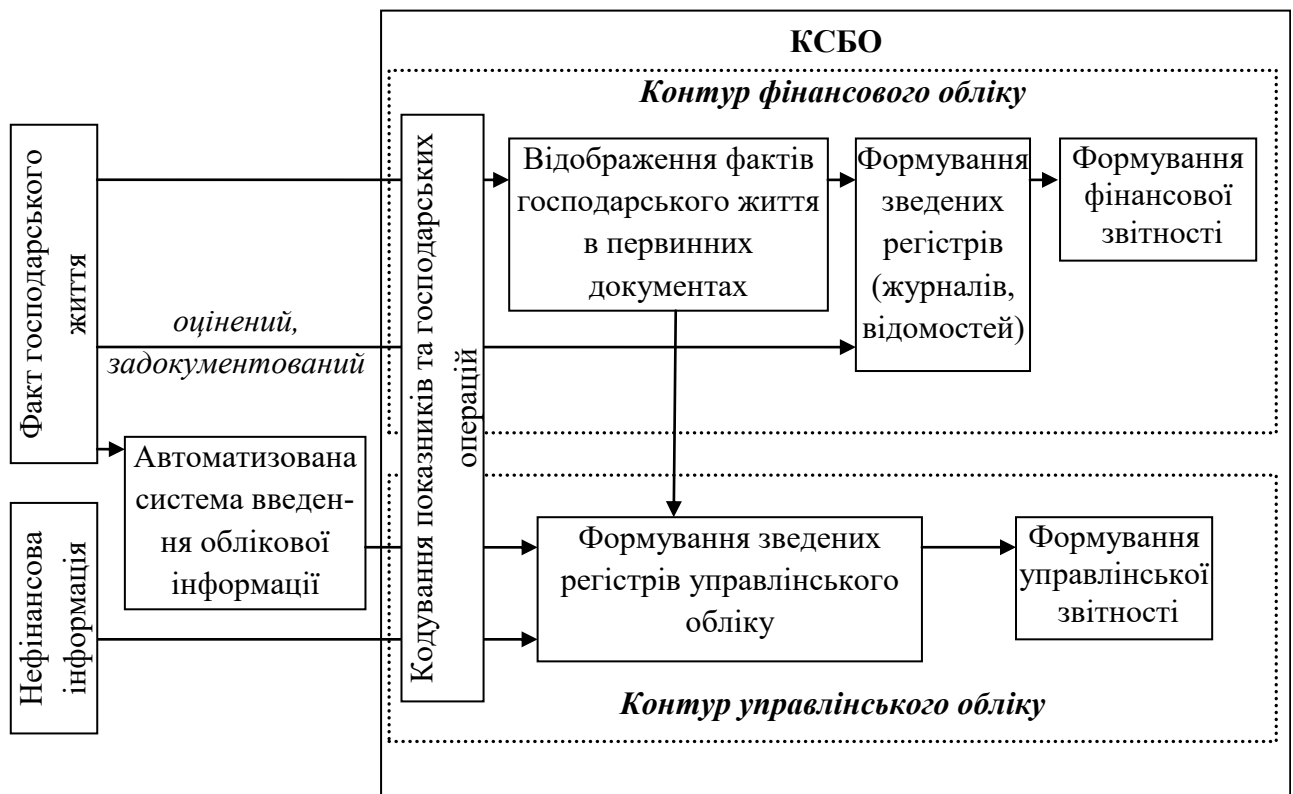 КСБО
Контур фінансового обліку
Факт господарського
життя
оцінений,
задокументований
Автоматизована
система введен-
ня облікової
інформації
Нефінансова
інформація
Кодування показників та господарських
операцій
Відображення фактів
господарського життя
в первинних
документах
Формування
зведених
регістрів
(журналів,
відомостей)
Формування
фінансової
звітності
Формування зведених
регістрів управлінського
обліку
Формування
управлінської
звітності
Контур управлінського обліку